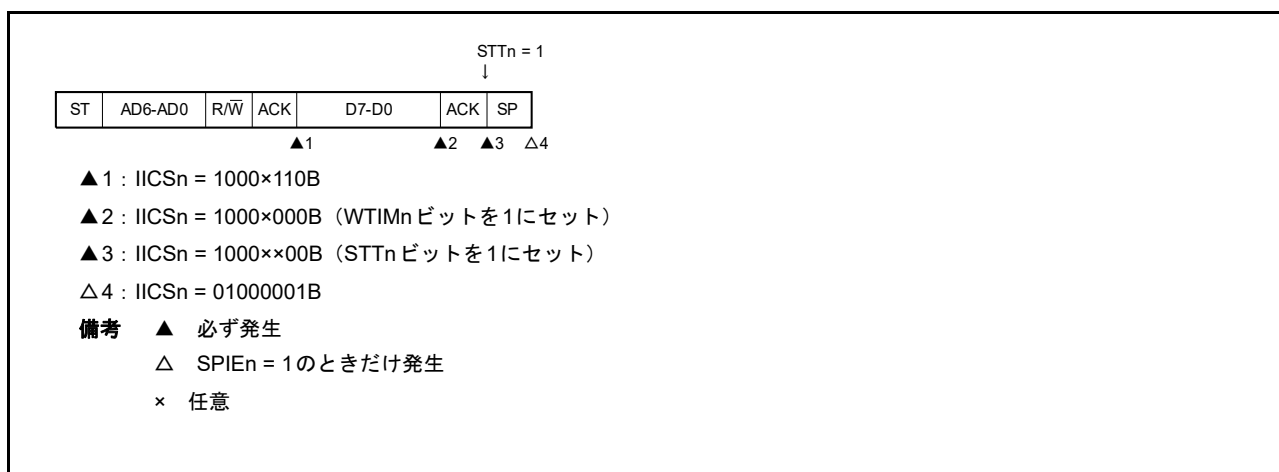 STTn = 1
↓
ST AD6-AD0 R/W̅ ACK D7-D0 ACK SP
▲1 ▲2 ▲3 △4
▲1：IICSn = 1000×110B
▲2：IICSn = 1000×000B（WTIMnビットを1にセット）
▲3：IICSn = 1000××00B（STTnビットを1にセット）
△4：IICSn = 01000001B
備考 ▲ 必ず発生
△ SPIEn = 1のときだけ発生
× 任意